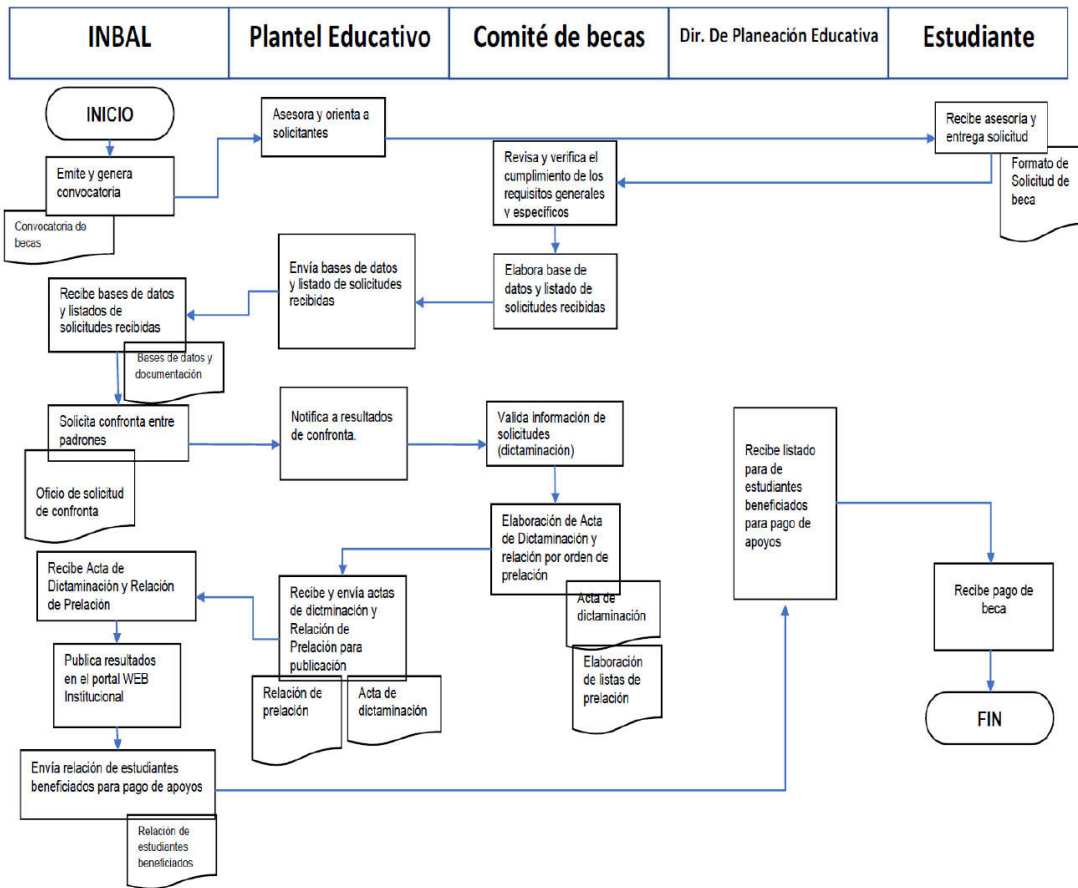 INBAL
Plantel Educativo
Comité de becas
Dir. De Planeación Educativa
Estudiante
INICIO
Asesora y orienta a
solicitantes
Recibe asesoría y
entrega solicitud
Formato de
Solicitud de
beca
Emite y genera
convocatoria
Convocatoria de
becas
Revisa y verifica el
cumplimiento de los
requisitos generales
y específicos
Elabora base de
datos y listado de
solicitudes recibidas
Envía bases de datos
y listado de solicitudes
recibidas
Recibe bases de datos
y listados de
solicitudes recibidas
Bases de datos y
documentación
Solicita confronta entre
padrones
Oficio de solicitud
de confronta
Notifica a resultados
de confronta.
Valida información de
solicitudes
(dictaminación)
Elaboración de Acta
de Dictaminación y
relación por orden de
prelación
Acta de
dictaminación
Elaboración
de listas de
prelación
Recibe y envía actas
de dictminación y
Relación de
Prelación para
publicación
Relación de
prelación
Acta de
dictaminación
Recibe Acta de
Dictaminación y Relación
de Prelación
Publica resultados
en el portal WEB
Institucional
Envía relación de estudiantes
beneficiados para pago de apoyos
Relación de
estudiantes
beneficiados
Recibe listado
para de
estudiantes
beneficiados
para pago de
apoyos
Recibe pago de
beca
FIN